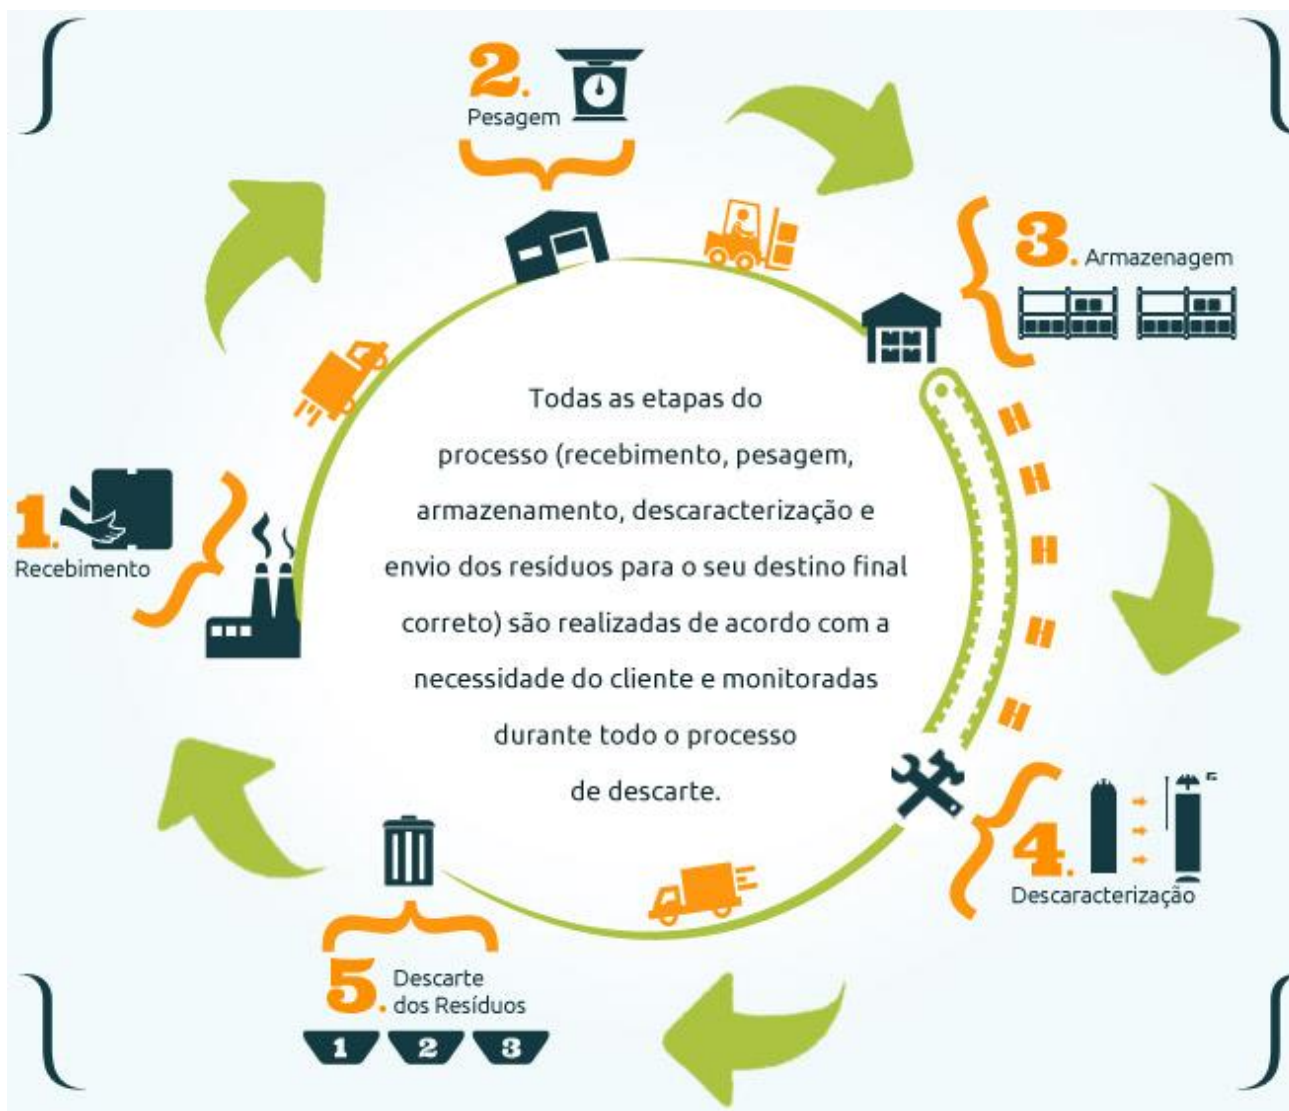 1.
Recebimento
2.
Pesagem
3. Armazenagem
4.
Descaracterização
5. Descarte
dos Resíduos
1 2 3
Todas as etapas do
processo (recebimento, pesagem,
armazenamento, descaracterização e
envio dos resíduos para o seu destino final
correto) são realizadas de acordo com a
necessidade do cliente e monitoradas
durante todo o processo
de descarte.